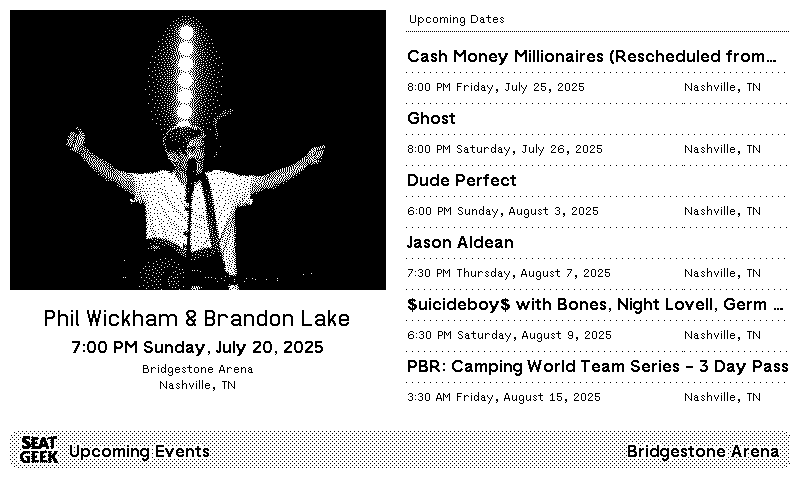 Phil Wickham & Brandon Lake
7:00 PM Sunday, July 20, 2025
Bridgestone Arena
Nashville, TN
Upcoming Dates
Cash Money Millionaires (Rescheduled from...
8:00 PM Friday, July 25, 2025 Nashville, TN
Ghost
8:00 PM Saturday, July 26, 2025 Nashville, TN
Dude Perfect
6:00 PM Sunday, August 3, 2025 Nashville, TN
Jason Aldean
7:30 PM Thursday, August 7, 2025 Nashville, TN
$uicideboy$ with Bones, Night Lovell, Germ ...
6:30 PM Saturday, August 9, 2025 Nashville, TN
PBR: Camping World Team Series - 3 Day Pass
3:30 AM Friday, August 15, 2025 Nashville, TN
SEAT
GEEK
Upcoming Events
Bridgestone Arena